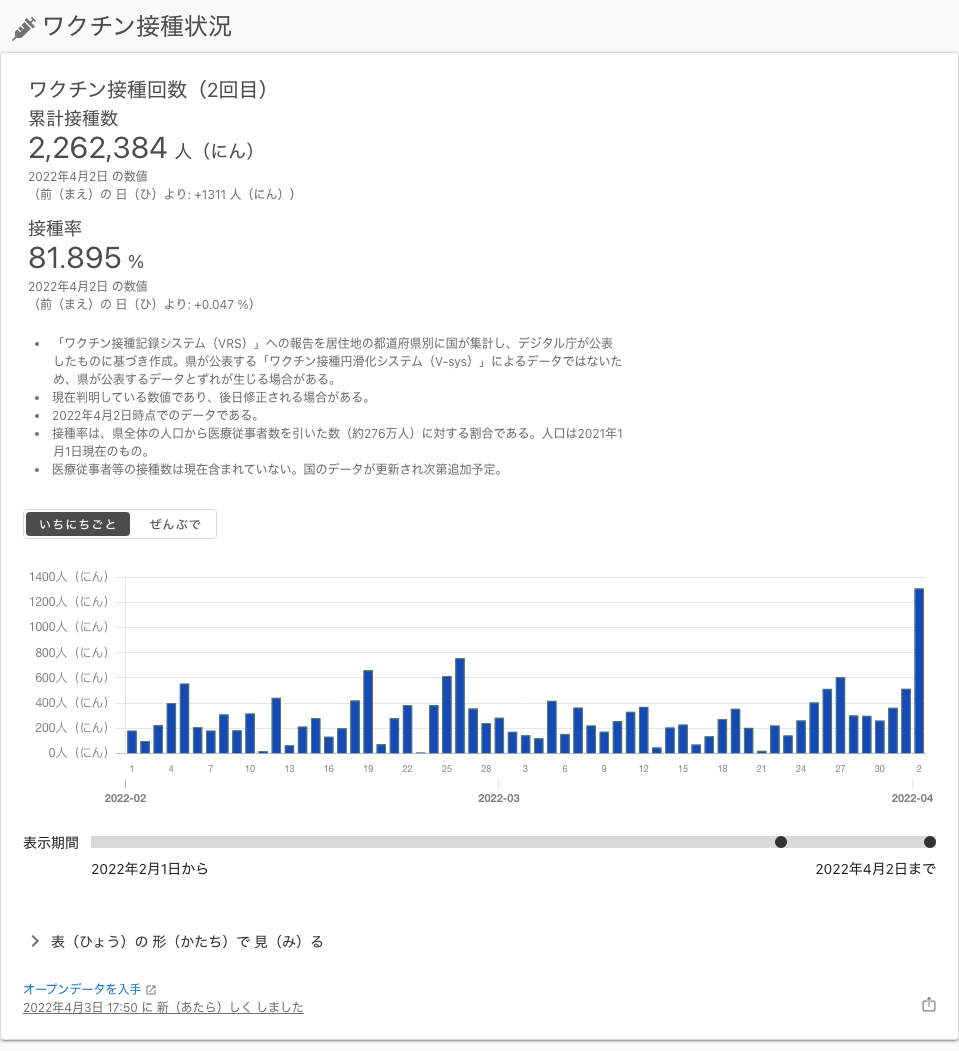 ワクチン接種状況
ワクチン接種回数（2回目）
累計接種数
2,262,384 人（にん）
2022年4月2日 の数値
（前（まえ）の 日（ひ）より: +1311 人（にん））
接種率
81.895 %
2022年4月2日 の数値
（前（まえ）の 日（ひ）より: +0.047 %）
• 「ワクチン接種記録システム（VRS）」への報告を居住地の都道府県別に国が集計し、デジタル庁が公表
したものに基づき作成。県が公表する「ワクチン接種円滑化システム（V-sys）」によるデータではないた
め、県が公表するデータとずれが生じる場合がある。
• 現在判明している数値であり、後日修正される場合がある。
• 2022年4月2日時点でのデータである。
• 接種率は、県全体の人口から医療従事者数を引いた数（約276万人）に対する割合である。人口は2021年1
月1日現在のもの。
• 医療従事者等の接種数は現在含まれていない。国のデータが更新され次第追加予定。
いちにちごと ぜんぶで
1400人（にん）
1200人（にん）
1000人（にん）
800人（にん）
600人（にん）
400人（にん）
200人（にん）
0人（にん）
1 4 7 10 13 16 19 22 25 28 3 6 9 12 15 18 21 24 27 30 2
2022-02 2022-03 2022-04
表示期間
2022年2月1日から 2022年4月2日まで
表（ひょう）の 形（かたち）で 見（み）る
オープンデータを入手
2022年4月3日 17:50 に 新（あたら）しく しました